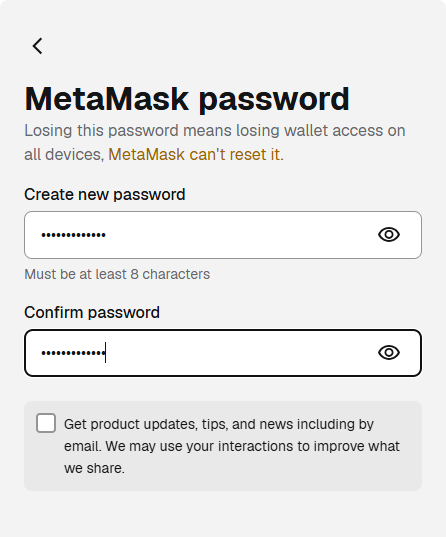 MetaMask password
Losing this password means losing wallet access on
all devices, MetaMask can't reset it.
Create new password
•••••••••••••
Must be at least 8 characters
Confirm password
•••••••••••••
Get product updates, tips, and news including by
email. We may use your interactions to improve what
we share.